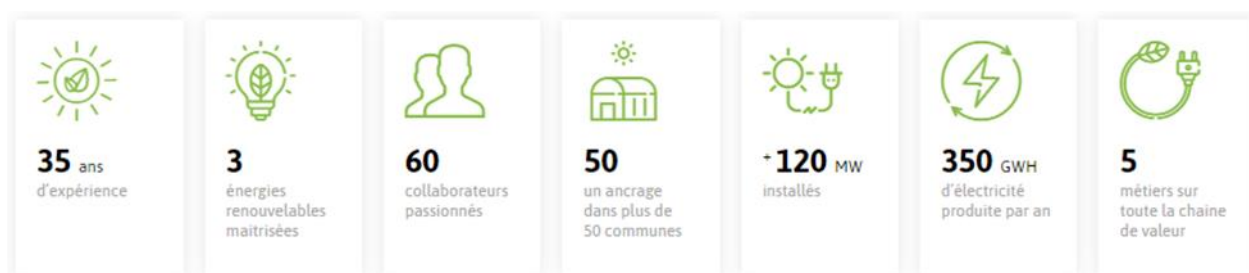 35 ans
d'expérience
3
énergies
renouvelables
maitrisées
60
collaborateurs
passionnés
50
un ancrage
dans plus de
50 communes
+120 MW
installés
350 GWH
d'électricité
produite par an
5
métiers sur
toute la chaine
de valeur